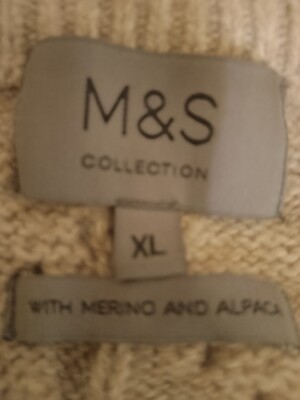 M&S
COLLECTION
XL
WITH MERINO AND ALPACA